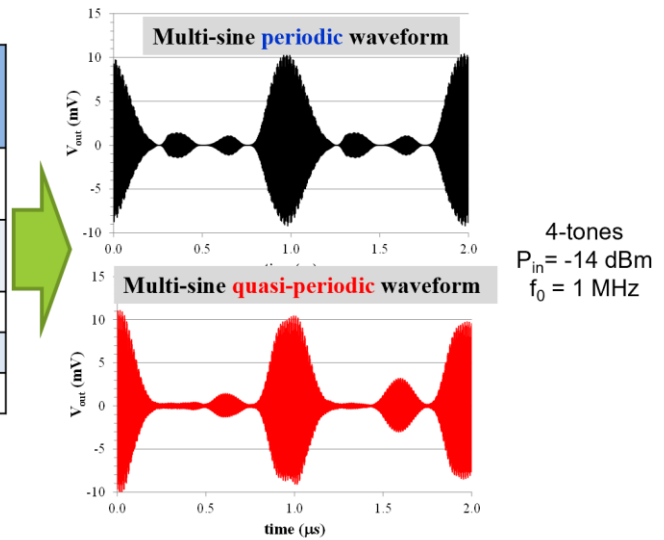 Multi-sine periodic waveform
15
10
5
0
-5
-10
V_out (mV)
0.0 0.5 1.0 1.5 2.0
Multi-sine quasi-periodic waveform
15
10
5
0
-5
-10
V_out (mV)
0.0 0.5 1.0 1.5 2.0
time (μs)
4-tones
P_in= -14 dBm
f_0 = 1 MHz